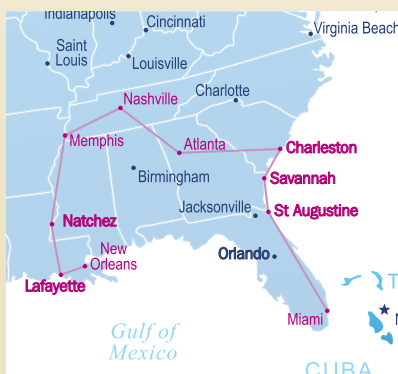 Indianapolis
Cincinnati
Virginia Beach
Saint
Louis
Louisville
Nashville
Charlotte
Memphis
Atlanta
Charleston
Birmingham
Savannah
Jacksonville
St Augustine
Natchez
New
Orleans
Orlando
Lafayette
Miami
Gulf of
Mexico
CUBA